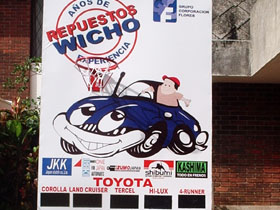 AÑOS DE
REPUESTOS
WICHO
EXPERIENCIA
GRUPO
CORPORACION
FLORES
JKK
KASHIMA
shibumi
TOYOTA
COROLLA LAND CRUISER TERCEL HI-LUX 4-RUNNER